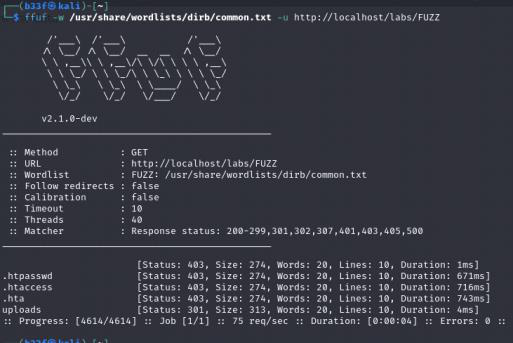 (b33f㉿kali)-[~]
$ ffuf -w /usr/share/wordlists/dirb/common.txt -u http://localhost/labs/FUZZ
v2.1.0-dev
:: Method : GET
:: URL : http://localhost/labs/FUZZ
:: Wordlist : FUZZ: /usr/share/wordlists/dirb/common.txt
:: Follow redirects : false
:: Calibration : false
:: Timeout : 10
:: Threads : 40
:: Matcher : Response status: 200-299,301,302,307,401,403,405,500
[Status: 403, Size: 274, Words: 20, Lines: 10, Duration: 1ms]
.htpasswd [Status: 403, Size: 274, Words: 20, Lines: 10, Duration: 671ms]
.htaccess [Status: 403, Size: 274, Words: 20, Lines: 10, Duration: 716ms]
.hta [Status: 403, Size: 274, Words: 20, Lines: 10, Duration: 743ms]
uploads [Status: 301, Size: 313, Words: 20, Lines: 10, Duration: 4ms]
:: Progress: [4614/4614] :: Job [1/1] :: 75 req/sec :: Duration: [0:00:04] :: Errors: 0 ::
(b33f㉿kali)-[~]